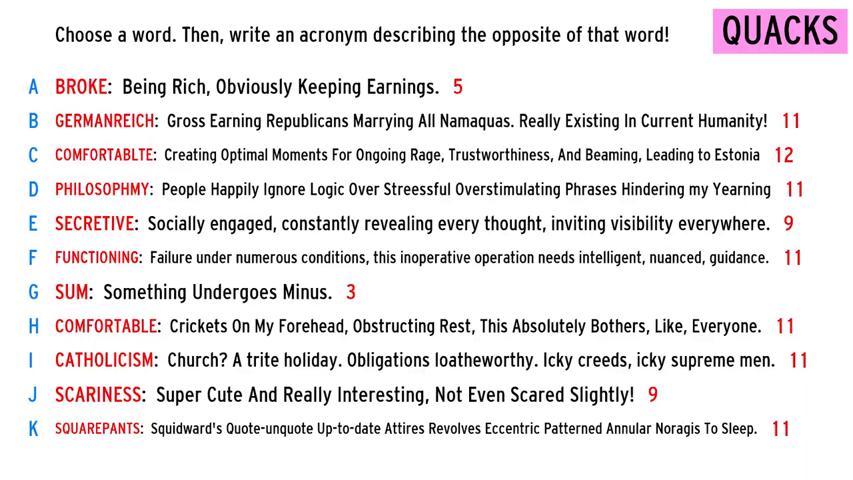 Choose a word. Then, write an acronym describing the opposite of that word!
QUACKS
A BROKE: Being Rich, Obviously Keeping Earnings. 5
B GERMANREICH: Gross Earning Republicans Marrying All Namaquas. Really Existing In Current Humanity! 11
C COMFORTABLTE: Creating Optimal Moments For Ongoing Rage, Trustworthiness, And Beaming, Leading to Estonia 12
D PHILOSOPHMY: People Happily Ignore Logic Over Streessful Overstimulating Phrases Hindering my Yearning 11
E SECRETIVE: Socially engaged, constantly revealing every thought, inviting visibility everywhere. 9
F FUNCTIONING: Failure under numerous conditions, this inoperative operation needs intelligent, nuanced, guidance. 11
G SUM: Something Undergoes Minus. 3
H COMFORTABLE: Crickets On My Forehead, Obstructing Rest, This Absolutely Bothers, Like, Everyone. 11
I CATHOLICISM: Church? A trite holiday. Obligations loatheworthy. Icky creeds, icky supreme men. 11
J SCARINESS: Super Cute And Really Interesting, Not Even Scared Slightly! 9
K SQUAREPANTS: Squidward's Quote-unquote Up-to-date Attires Revolves Eccentric Patterned Annular Noragis To Sleep. 11